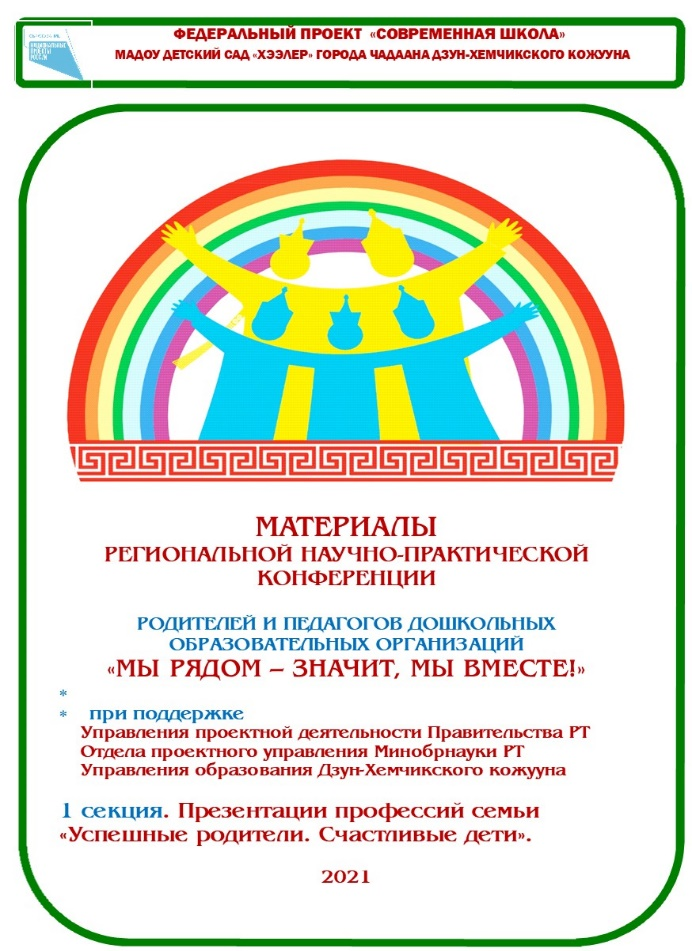 ФЕДЕРАЛЬНЫЙ ПРОЕКТ «СОВРЕМЕННАЯ ШКОЛА»
МАДОУ ДЕТСКИЙ САД «ХЭЭЛЕР» ГОРОДА ЧАДААНА ДЗУН-ХЕМЧИКСКОГО КОЖУУНА
НАЦИОНАЛЬНЫЕ
ПРОЕКТЫ
РОССИИ
МАТЕРИАЛЫ
РЕГИОНАЛЬНОЙ НАУЧНО-ПРАКТИЧЕСКОЙ
КОНФЕРЕНЦИИ
РОДИТЕЛЕЙ И ПЕДАГОГОВ ДОШКОЛЬНЫХ
ОБРАЗОВАТЕЛЬНЫХ ОРГАНИЗАЦИЙ
«МЫ РЯДОМ – ЗНАЧИТ, МЫ ВМЕСТЕ!»
*
* при поддержке
Управления проектной деятельности Правительства РТ
Отдела проектного управления Минобрнауки РТ
Управления образования Дзун-Хемчикского кожууна
1 секция. Презентации профессий семьи
«Успешные родители. Счастливые дети».
2021